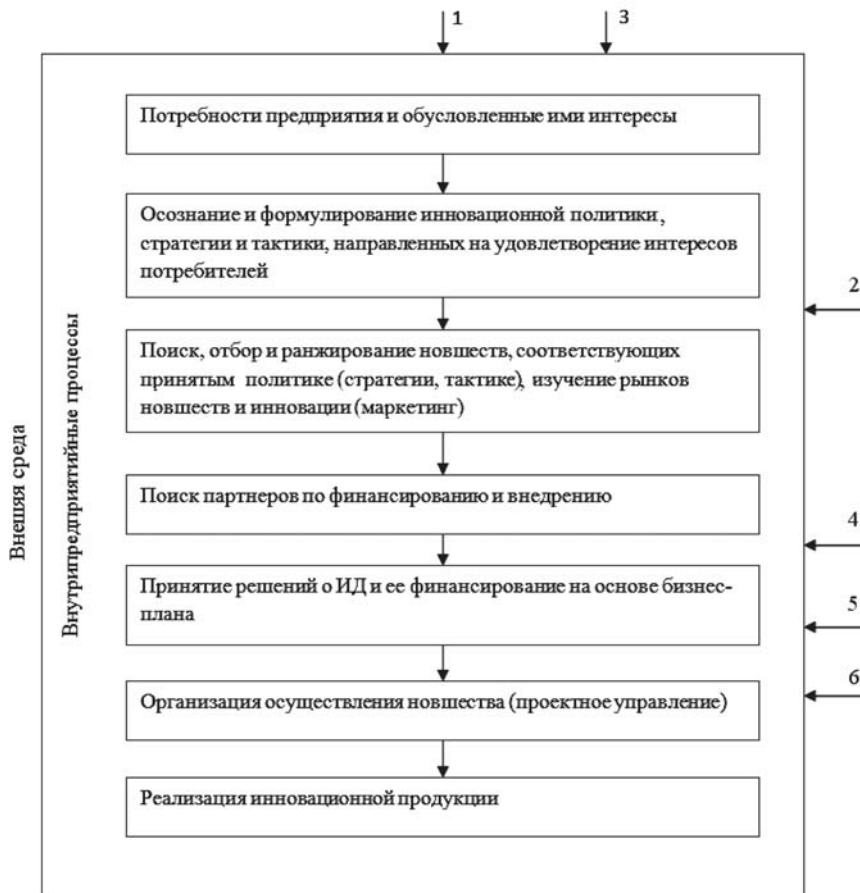 1
3
Потребности предприятия и обусловленные ими интересы
Осознание и формулирование инновационной политики,
стратегии и тактики, направленных на удовлетворение интересов
потребителей
2
Поиск, отбор и ранжирование новшеств, соответствующих
принятым политике (стратегии, тактике), изучение рынков
новшеств и инновации (маркетинг)
Поиск партнеров по финансированию и внедрению
4
Принятие решений о ИД и ее финансирование на основе бизнес-
плана
5
6
Организация осуществления новшества (проектное управление)
Реализация инновационной продукции
Внешняя среда
Внутрипредприятийные процессы